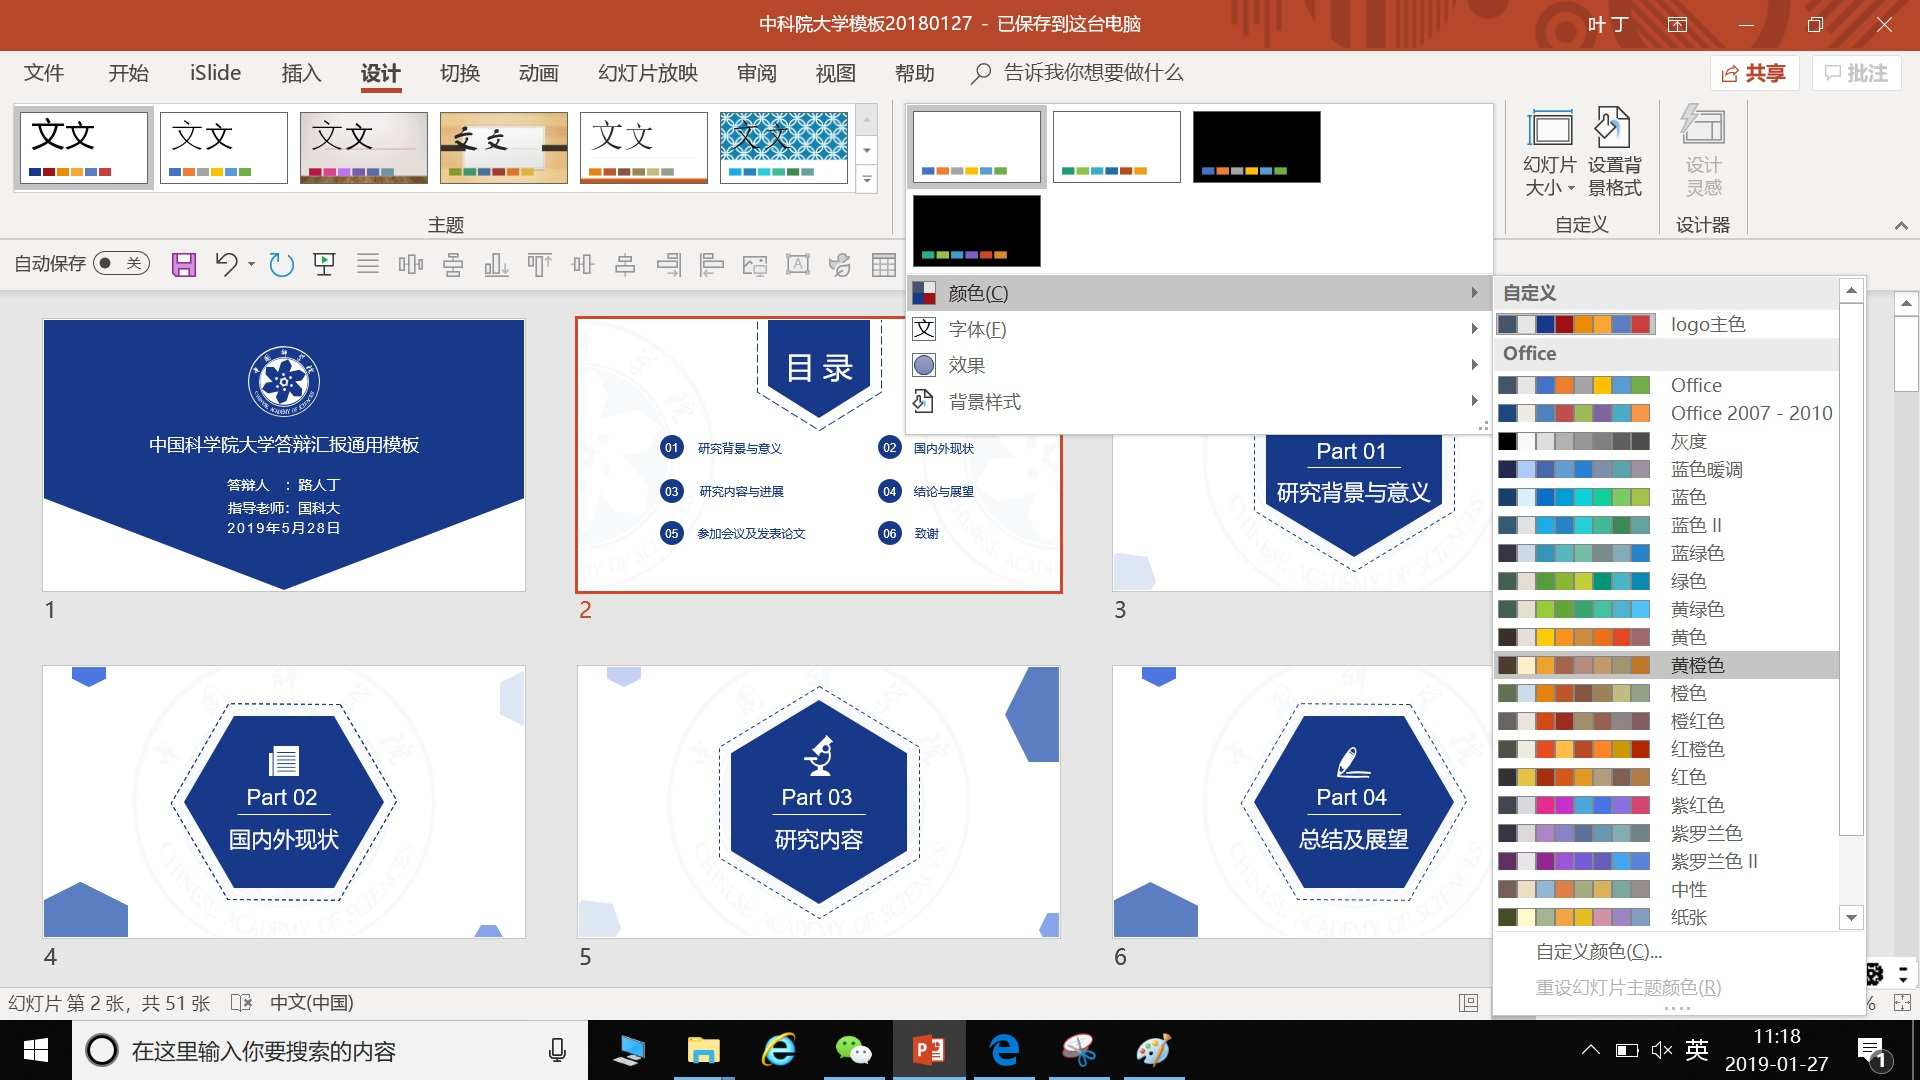 中科院大学模板20180127 - 已保存到这台电脑
叶 丁
文件 开始 iSlide 插入 设计 切换 动画 幻灯片放映 审阅 视图 帮助 告诉我你想要做什么
共享 批注
文文 文文 文文 文文 文文 文文
幻灯片大小 设置背景格式 设计灵感
主题 自定义 设计器
自动保存 关
颜色(C)
字体(F)
效果
背景样式
自定义
logo主色
Office
Office
Office 2007 - 2010
灰度
蓝色暖调
蓝色
蓝色 II
蓝绿色
绿色
黄绿色
黄色
黄橙色
橙色
橙红色
红橙色
红色
紫红色
紫罗兰色
紫罗兰色 II
中性
纸张
自定义颜色(C)...
重设幻灯片主题颜色(R)
中国科学院大学答辩汇报通用模板
答辩人 ：路人丁
指导老师：国科大
2019年5月28日
1
目 录
01 研究背景与意义
02 国内外现状
03 研究内容与进展
04 结论与展望
05 参加会议及发表论文
06 致谢
2
Part 01
研究背景与意义
3
Part 02
国内外现状
CHINESE ACADEMY OF SCIENCES
4
Part 03
研究内容
CHINESE ACADEMY OF SCIENCES
5
Part 04
总结及展望
6
幻灯片 第 2 张，共 51 张 中文(中国)
%
在这里输入你要搜索的内容
英
11:18
2019-01-27
1